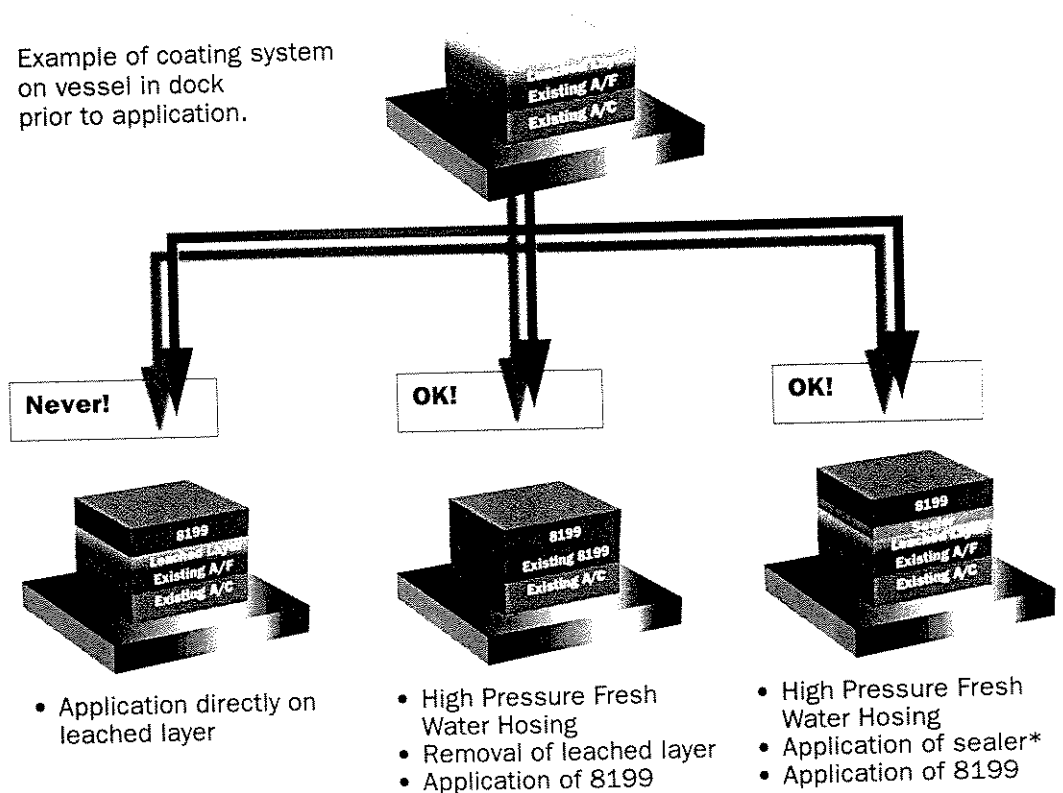 Example of coating system
on vessel in dock
prior to application.
Leached Lay
Existing A/F
Existing A/C
Never!
OK!
OK!
8199
Leached Lay
Existing A/F
Existing A/C
8199
Existing 8199
Existing A/C
8199
Sealer
Leached Layer
Existing A/F
Existing A/C
• Application directly on
leached layer
• High Pressure Fresh
Water Hosing
• Removal of leached layer
• Application of 8199
• High Pressure Fresh
Water Hosing
• Application of sealer*
• Application of 8199